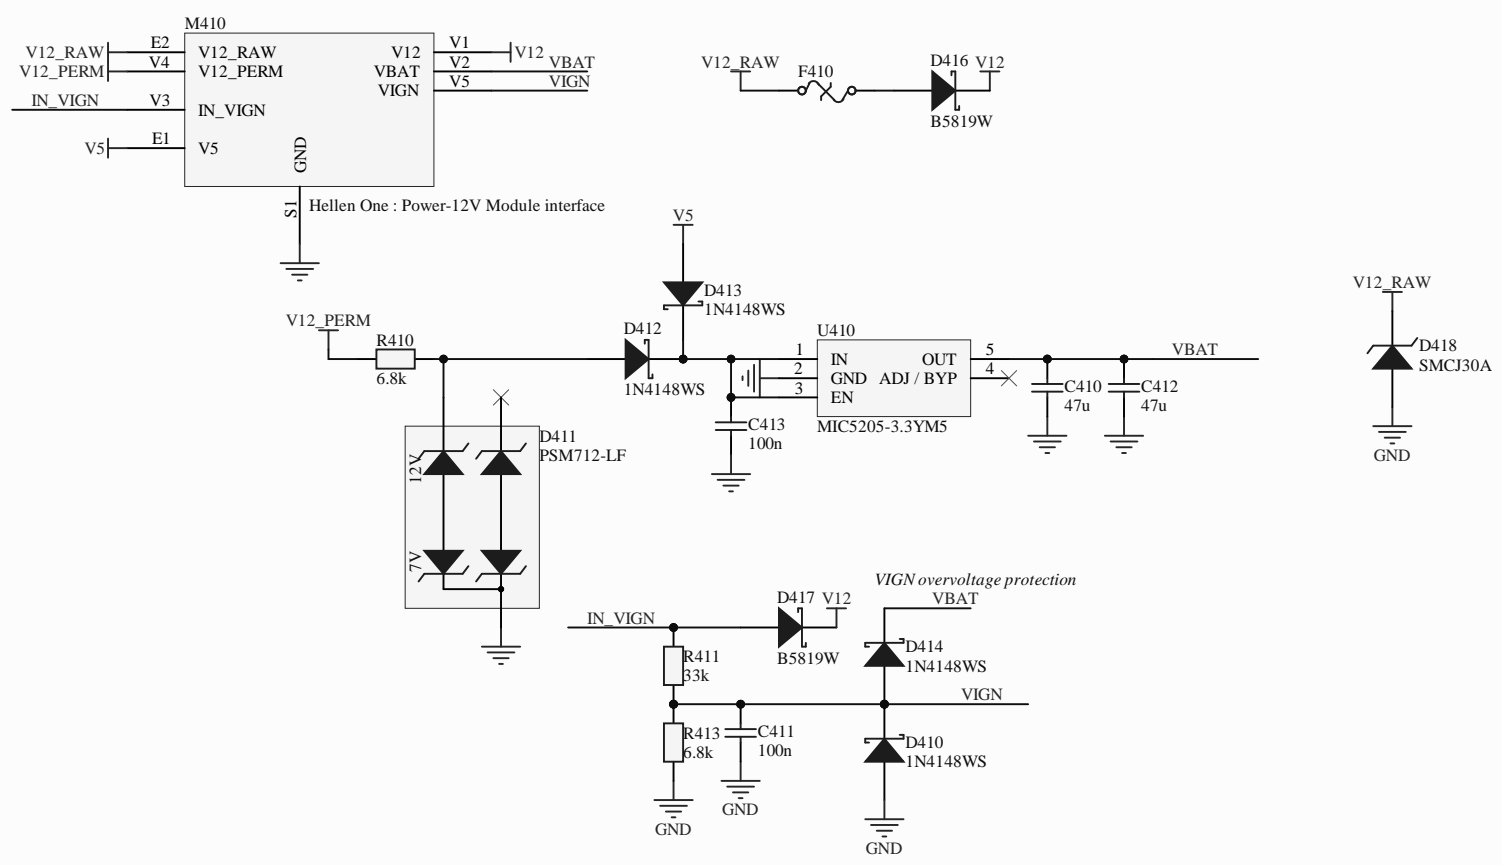 M410
V12_RAW
E2
V12_RAW
V12
V1
V12
V12_PERM
V4
V12_PERM
VBAT
V2
VBAT
VIGN
V5
VIGN
IN_VIGN
V3
IN_VIGN
V5
E1
V5
GND
S1
Hellen One : Power-12V Module interface
V12_RAW
F410
D416
V12
B5819W
V5
D413
1N4148WS
V12_PERM
R410
6.8k
D412
1N4148WS
U410
1
IN
OUT
5
VBAT
2
GND
ADJ / BYP
4
3
EN
MIC5205-3.3YM5
C413
100n
C410
47u
C412
47u
V12_RAW
D418
SMCJ30A
GND
D411
PSM712-LF
12V
7V
VIGN overvoltage protection
IN_VIGN
D417
V12
B5819W
VBAT
R411
33k
D414
1N4148WS
VIGN
R413
6.8k
C411
100n
D410
1N4148WS
GND
GND
GND